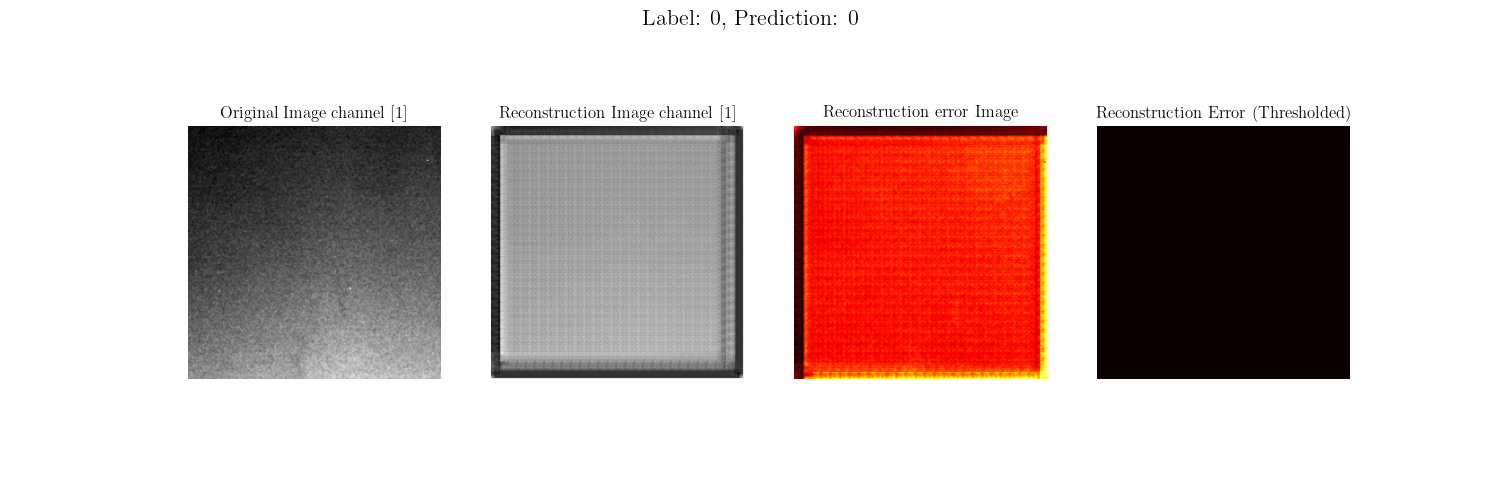 Label: 0, Prediction: 0
Original Image channel [1]
Reconstruction Image channel [1]
Reconstruction error Image
Reconstruction Error (Thresholded)